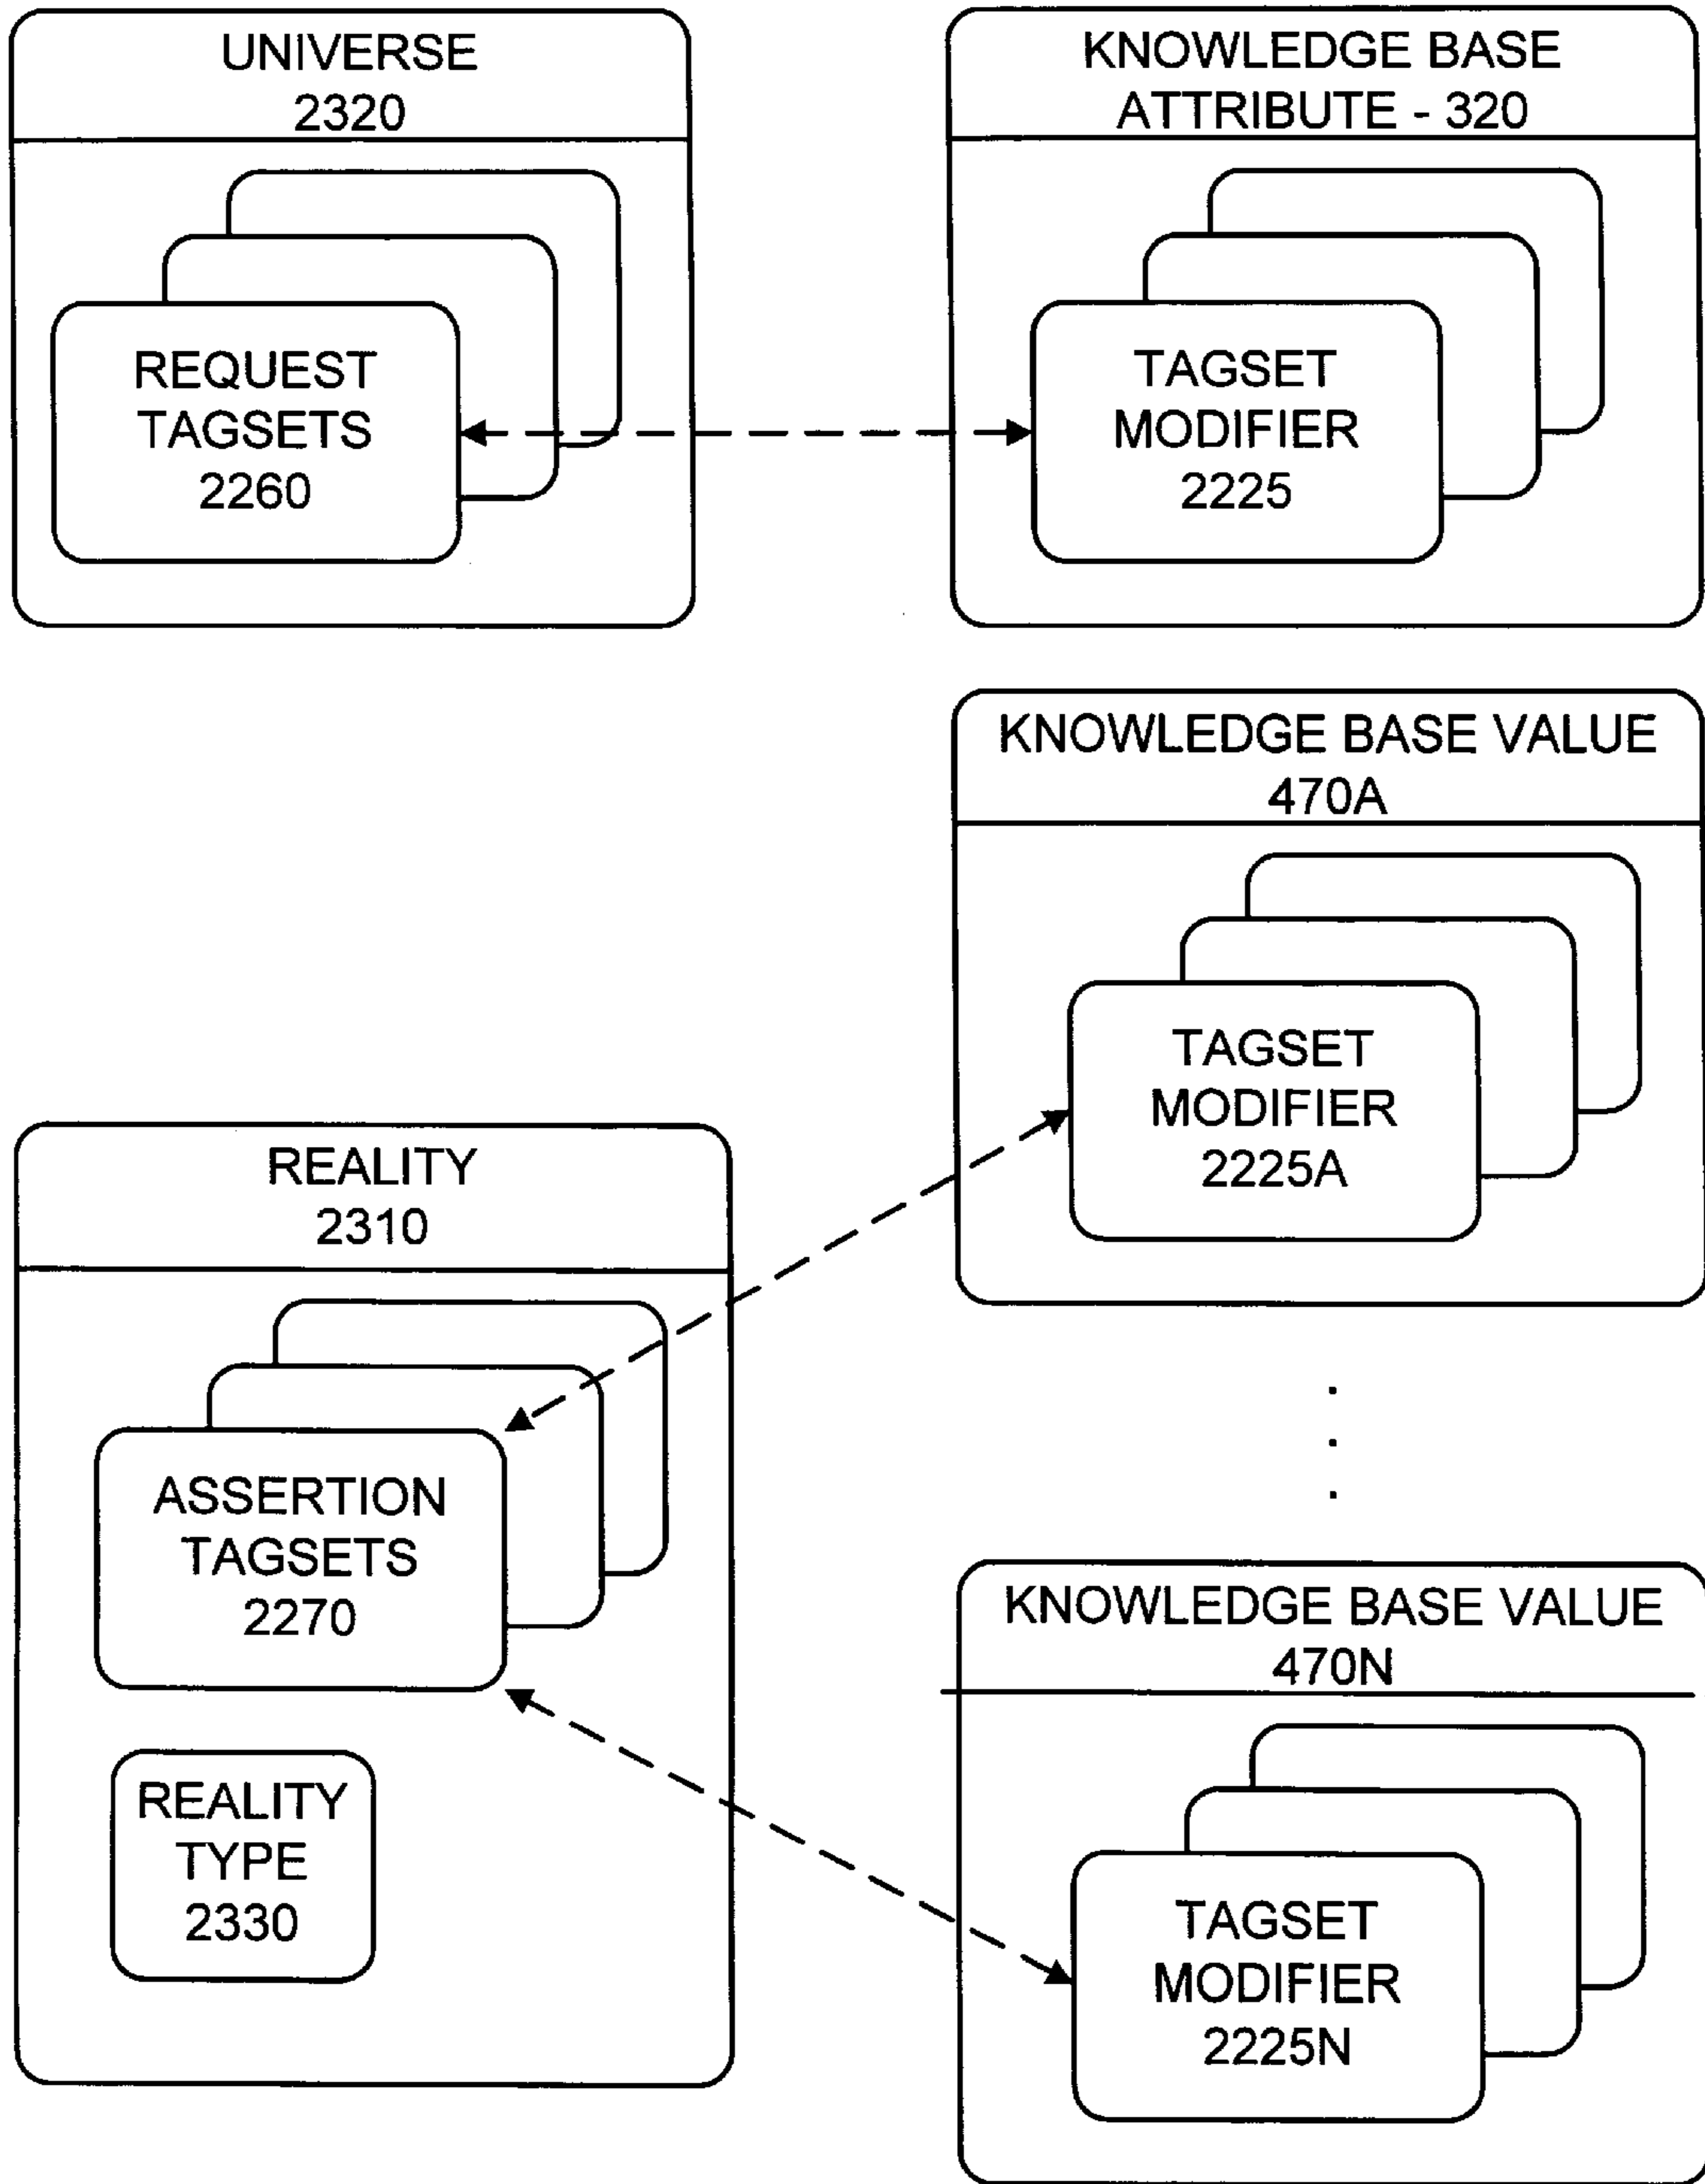 UNIVERSE
2320
REQUEST
TAGSETS
2260
KNOWLEDGE BASE
ATTRIBUTE - 320
TAGSET
MODIFIER
2225
KNOWLEDGE BASE VALUE
470A
TAGSET
MODIFIER
2225A
REALITY
2310
ASSERTION
TAGSETS
2270
REALITY
TYPE
2330
KNOWLEDGE BASE VALUE
470N
TAGSET
MODIFIER
2225N